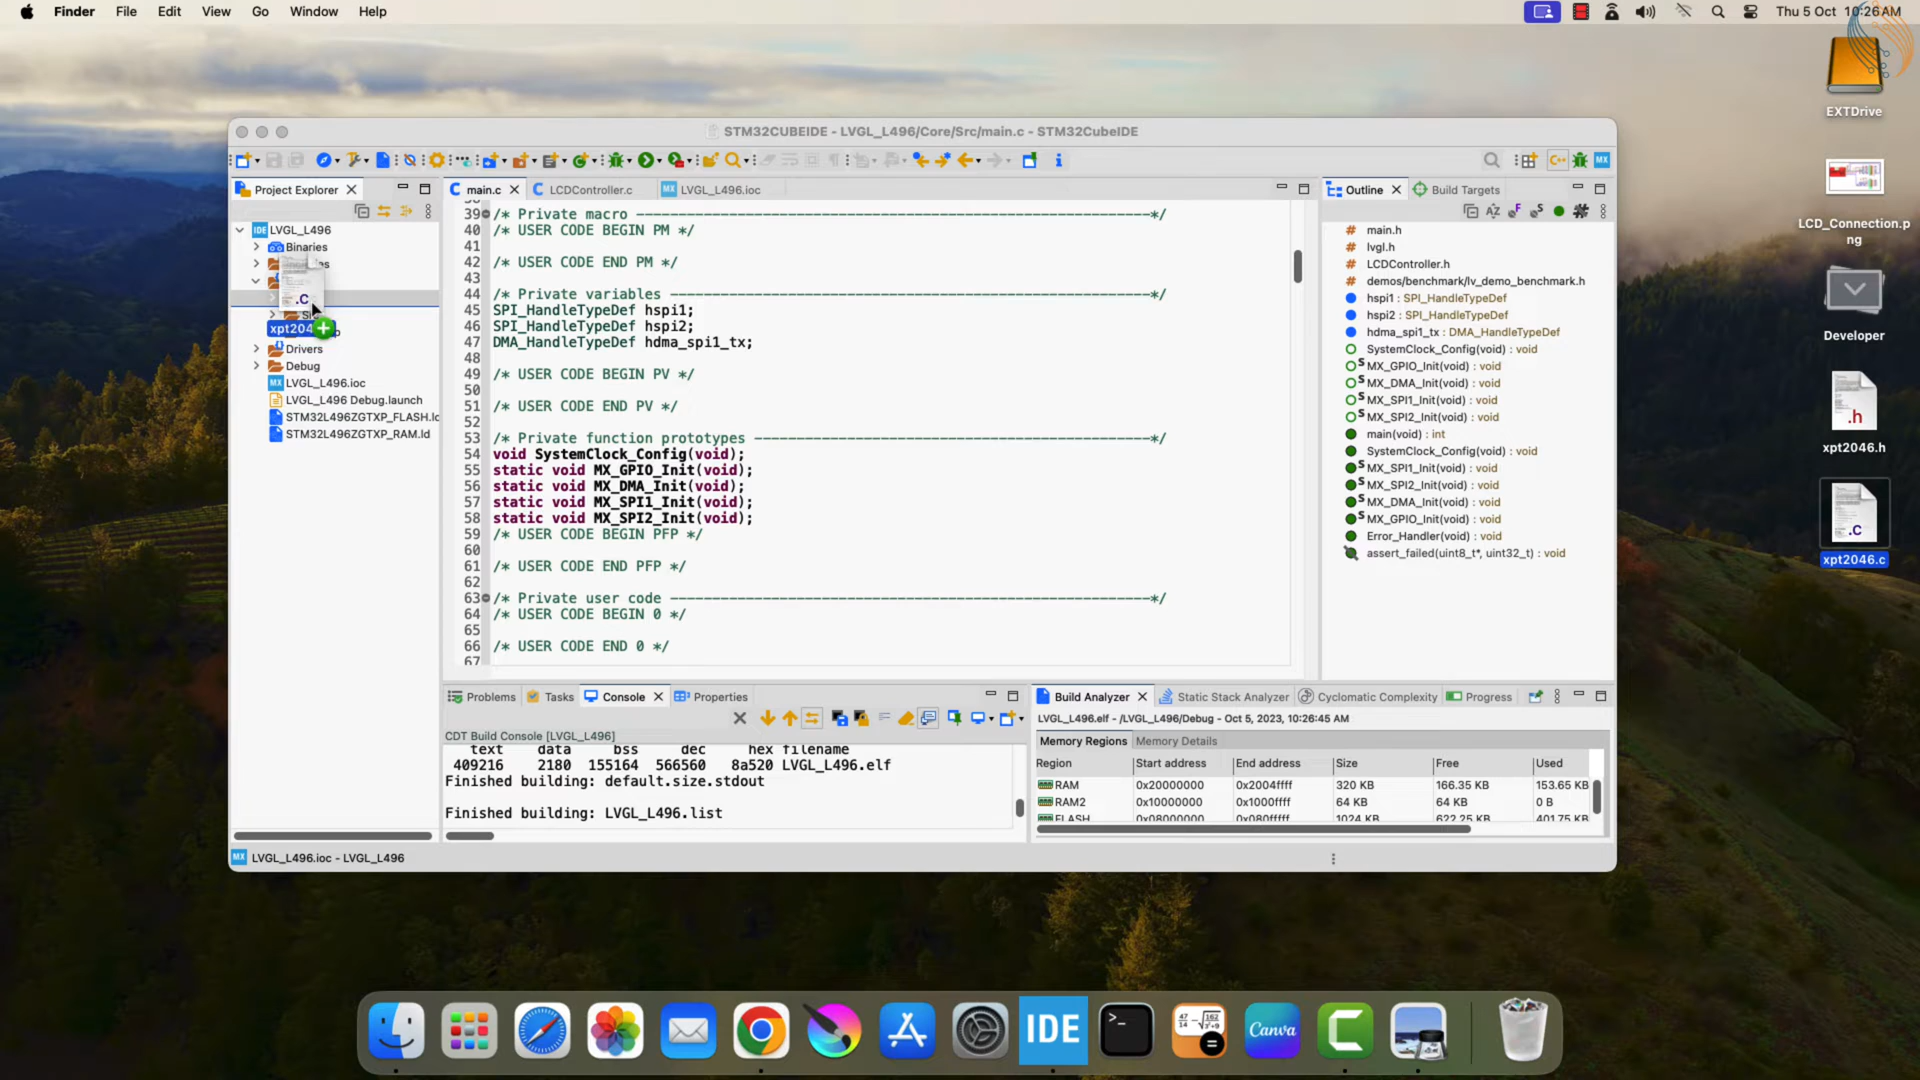 Finder File Edit View Go Window Help
Thu 5 Oct 10:26 AM
EXTDrive
LCD_Connection.p
ng
Developer
.h
xpt2046.h
.c
xpt2046.c
STM32CUBEIDE - LVGL_L496/Core/Src/main.c - STM32CubeIDE
Project Explorer
LVGL_L496
Binaries
.c
Drivers
Debug
LVGL_L496.ioc
LVGL_L496 Debug.launch
STM32L496ZGTXP_FLASH.lc
STM32L496ZGTXP_RAM.ld
main.c LCDController.c LVGL_L496.ioc
39 /* Private macro -----------------------------------------------------------*/
40 /* USER CODE BEGIN PM */
41
42 /* USER CODE END PM */
43
44 /* Private variables ---------------------------------------------------------*/
45 SPI_HandleTypeDef hspi1;
46 SPI_HandleTypeDef hspi2;
47 DMA_HandleTypeDef hdma_spi1_tx;
48
49 /* USER CODE BEGIN PV */
50
51 /* USER CODE END PV */
52
53 /* Private function prototypes -----------------------------------------------*/
54 void SystemClock_Config(void);
55 static void MX_GPIO_Init(void);
56 static void MX_DMA_Init(void);
57 static void MX_SPI1_Init(void);
58 static void MX_SPI2_Init(void);
59 /* USER CODE BEGIN PFP */
60
61 /* USER CODE END PFP */
62
63 /* Private user code ---------------------------------------------------------*/
64 /* USER CODE BEGIN 0 */
65
66 /* USER CODE END 0 */
67
Outline Build Targets
main.h
lvgl.h
LCDController.h
demos/benchmark/lv_demo_benchmark.h
hspi1 : SPI_HandleTypeDef
hspi2 : SPI_HandleTypeDef
hdma_spi1_tx : DMA_HandleTypeDef
SystemClock_Config(void) : void
MX_GPIO_Init(void) : void
MX_DMA_Init(void) : void
MX_SPI1_Init(void) : void
MX_SPI2_Init(void) : void
main(void) : int
SystemClock_Config(void) : void
MX_SPI1_Init(void) : void
MX_SPI2_Init(void) : void
MX_DMA_Init(void) : void
MX_GPIO_Init(void) : void
Error_Handler(void) : void
assert_failed(uint8_t*, uint32_t) : void
Problems Tasks Console Properties
CDT Build Console [LVGL_L496]
text data bss dec hex filename
409216 2180 155164 566560 8a520 LVGL_L496.elf
Finished building: default.size.stdout
Finished building: LVGL_L496.list
Build Analyzer Static Stack Analyzer Cyclomatic Complexity Progress
LVGL_L496.elf - /LVGL_L496/Debug - Oct 5, 2023, 10:26:45 AM
Memory Regions Memory Details
Region Start address End address Size Free Used
RAM 0x20000000 0x2004ffff 320 KB 166.35 KB 153.65 KB
RAM2 0x10000000 0x1000ffff 64 KB 64 KB 0 B
FLASH 0x08000000 0x080fffff 1024 KB 622.25 KB 401.75 KB
LVGL_L496.ioc - LVGL_L496
IDE
Canva